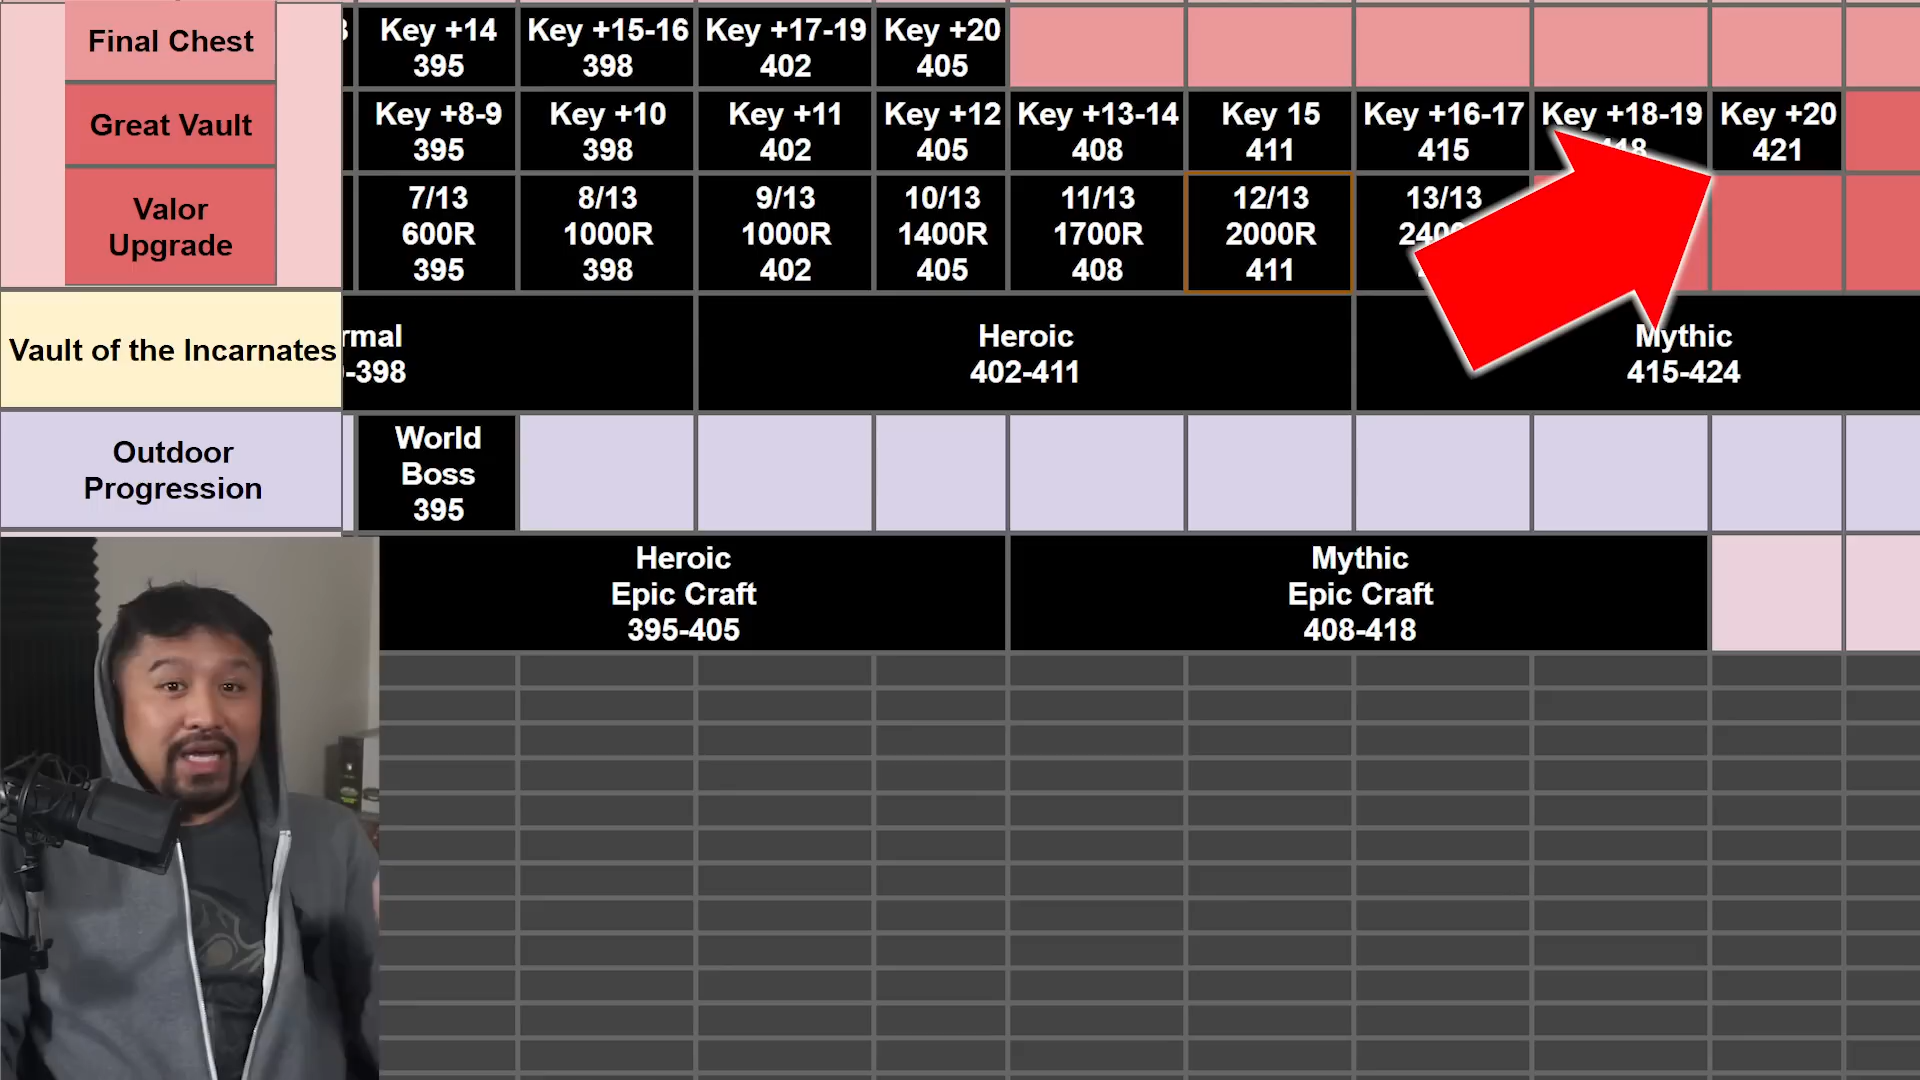 Final Chest
Key +14
395
Key +15-16
398
Key +17-19
402
Key +20
405
Great Vault
Key +8-9
395
Key +10
398
Key +11
402
Key +12
405
Key +13-14
408
Key 15
411
Key +16-17
415
Key +18-19
418
Key +20
421
Valor
Upgrade
7/13
600R
395
8/13
1000R
398
9/13
1000R
402
10/13
1400R
405
11/13
1700R
408
12/13
2000R
411
13/13
Vault of the Incarnates
rmal
-398
Heroic
402-411
Mythic
415-424
Outdoor
Progression
World
Boss
395
Heroic
Epic Craft
395-405
Mythic
Epic Craft
408-418